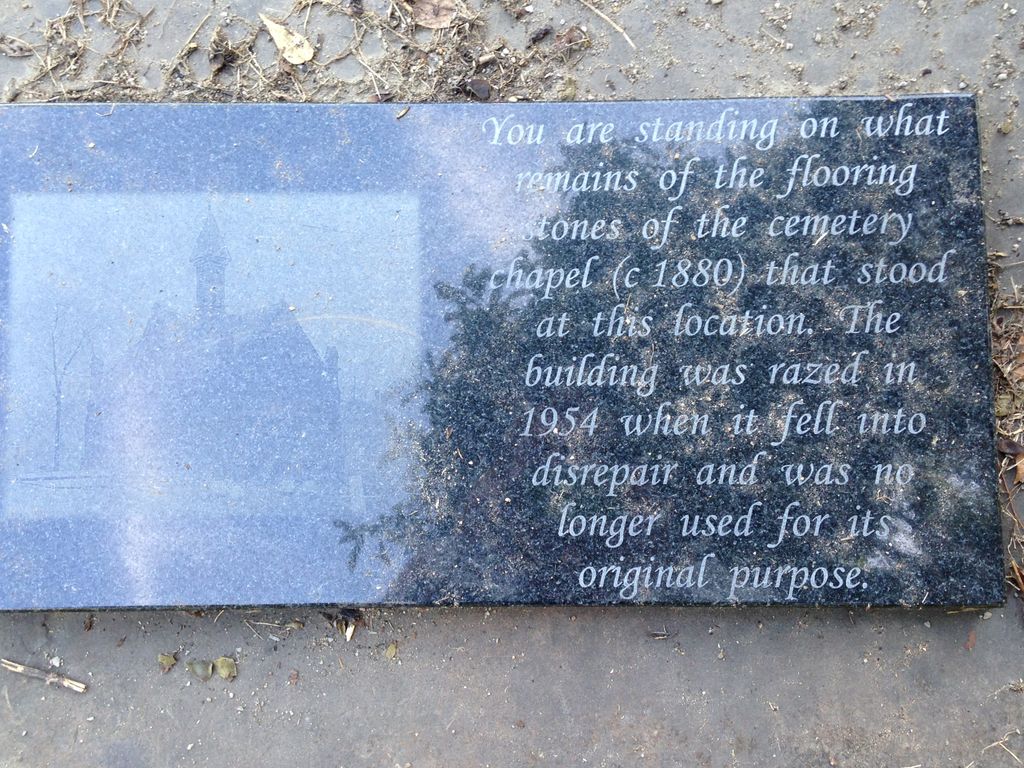 You are standing on what
remains of the flooring
stones of the cemetery
chapel (c 1880) that stood
at this location. The
building was razed in
1954 when it fell into
disrepair and was no
longer used for its
original purpose.